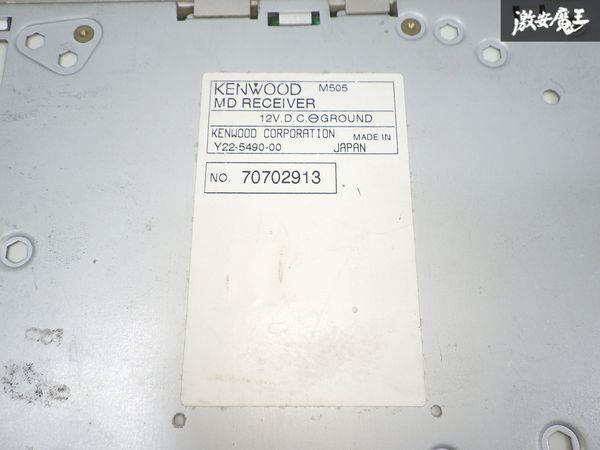 激安魔王
KENWOOD M505
MD RECEIVER
12V.D.C.⊖GROUND
KENWOOD CORPORATION MADE IN
Y22-5490-00 JAPAN
NO. 70702913